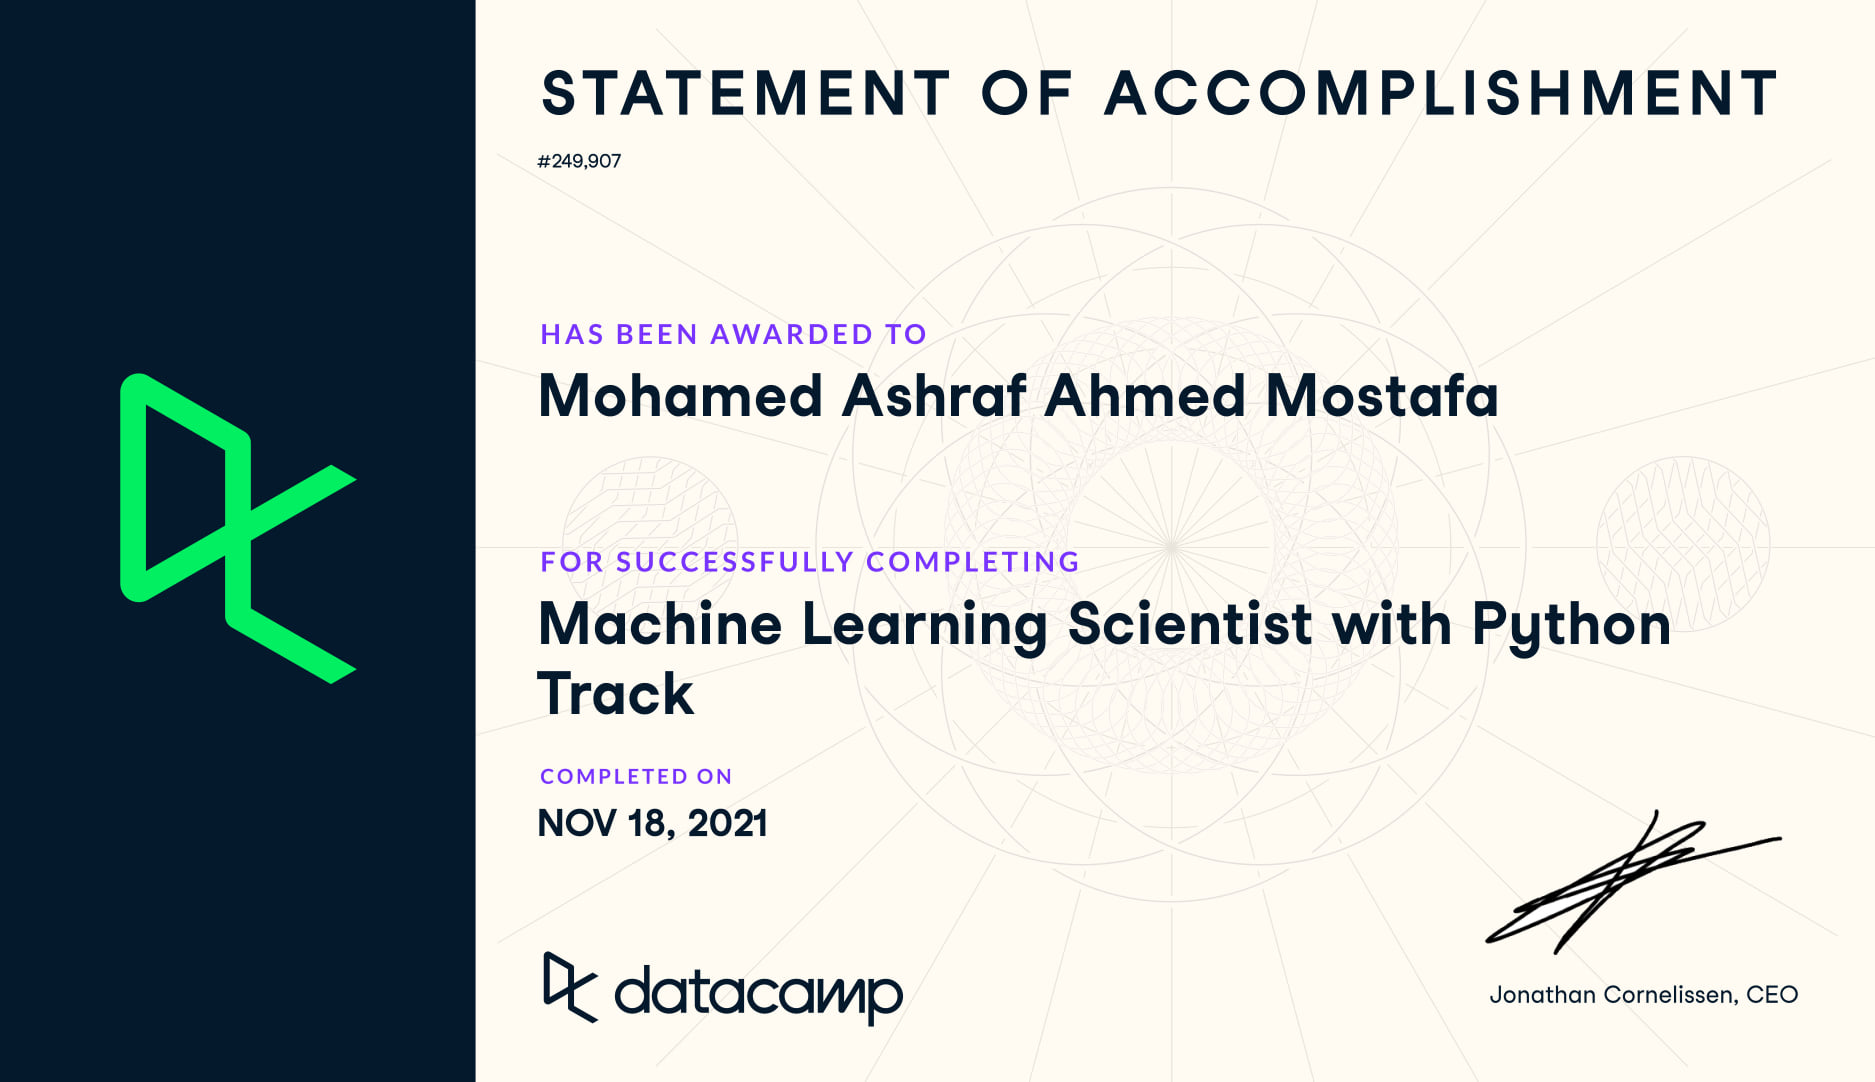 STATEMENT OF ACCOMPLISHMENT
#249,907
HAS BEEN AWARDED TO
Mohamed Ashraf Ahmed Mostafa
FOR SUCCESSFULLY COMPLETING
Machine Learning Scientist with Python
Track
COMPLETED ON
NOV 18, 2021
datacamp
Jonathan Cornelissen, CEO